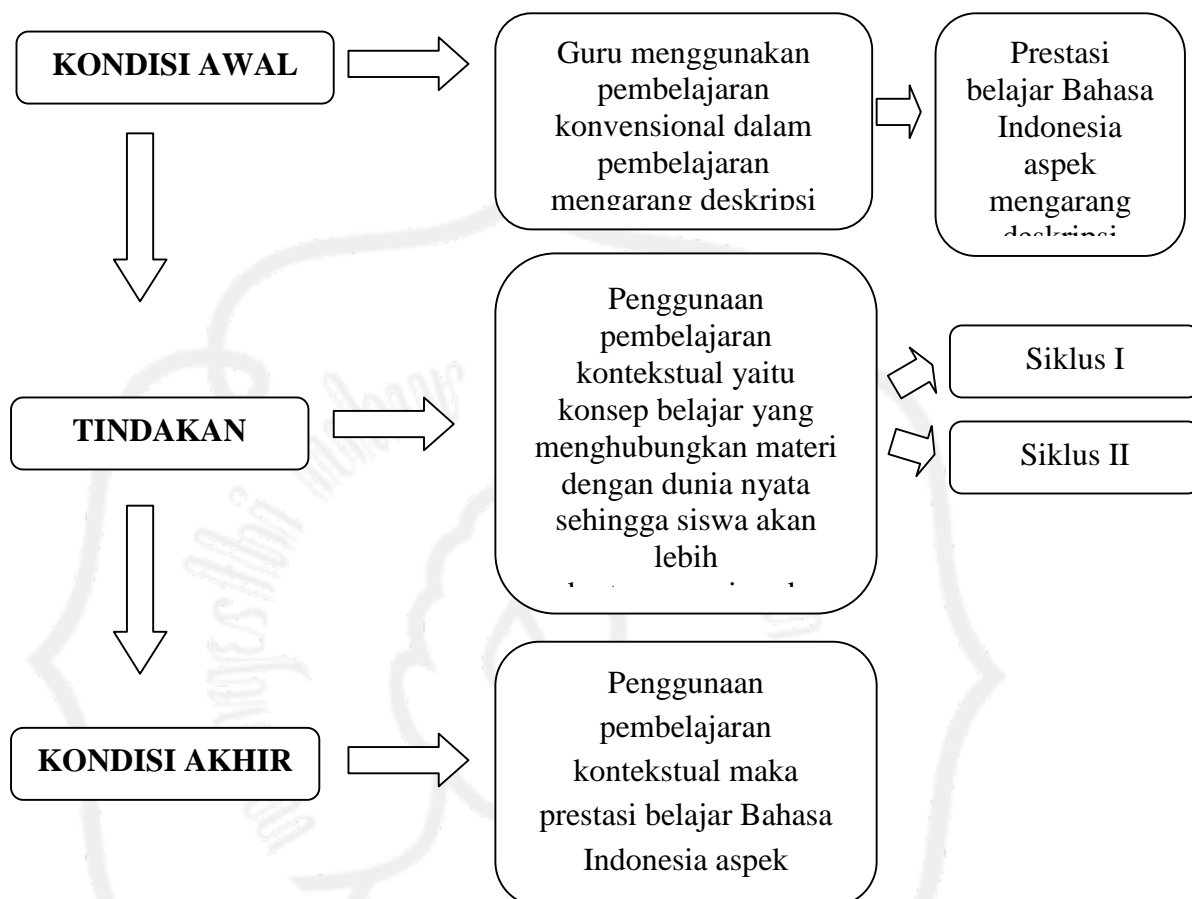 KONDISI AWAL
Guru menggunakan
pembelajaran
konvensional dalam
pembelajaran
mengarang deskripsi
Prestasi
belajar Bahasa
Indonesia
aspek
mengarang
deskripsi
TINDAKAN
Penggunaan
pembelajaran
kontekstual yaitu
konsep belajar yang
menghubungkan materi
dengan dunia nyata
sehingga siswa akan
lebih
Siklus I
Siklus II
KONDISI AKHIR
Penggunaan
pembelajaran
kontekstual maka
prestasi belajar Bahasa
Indonesia aspek